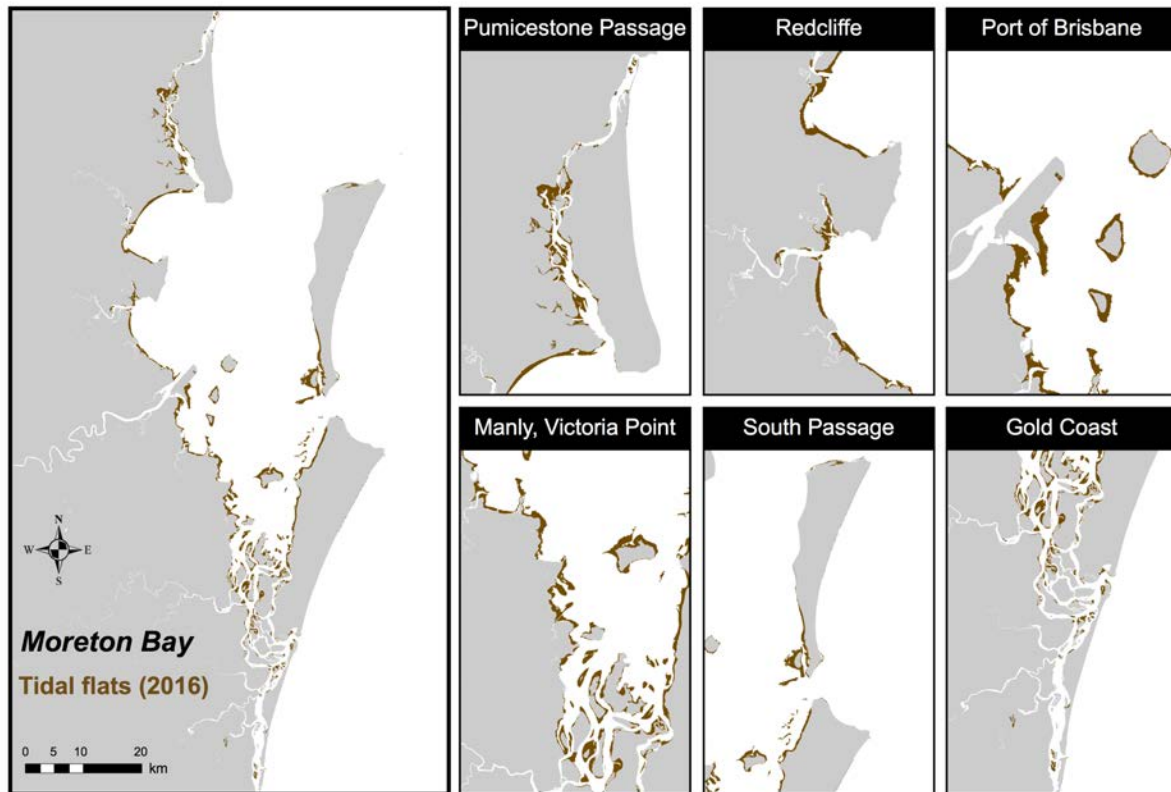 Pumicestone Passage
Redcliffe
Port of Brisbane
Manly, Victoria Point
South Passage
Gold Coast
N
W E
S
Moreton Bay
Tidal flats (2016)
0 5 10 20
km